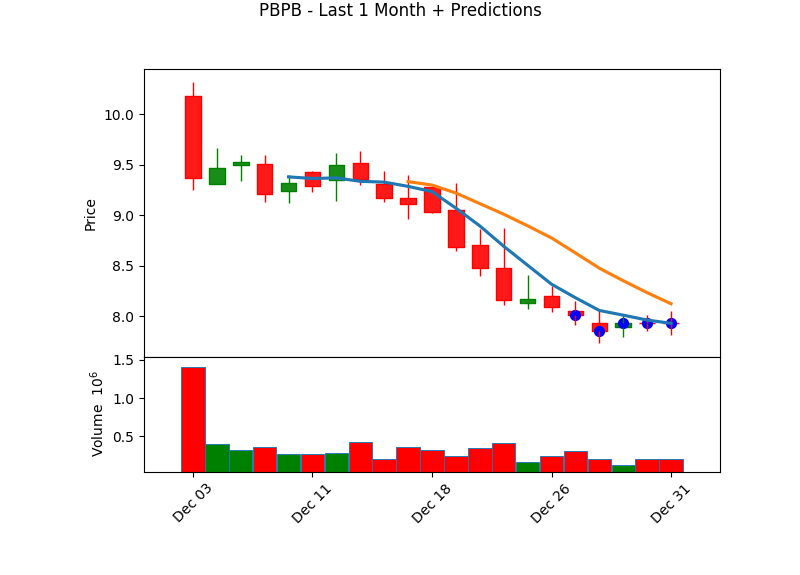 PBPB - Last 1 Month + Predictions
10.0
9.5
9.0
8.5
8.0
Price
1.5
1.0
0.5
Volume 10^6
Dec 03
Dec 11
Dec 18
Dec 26
Dec 31